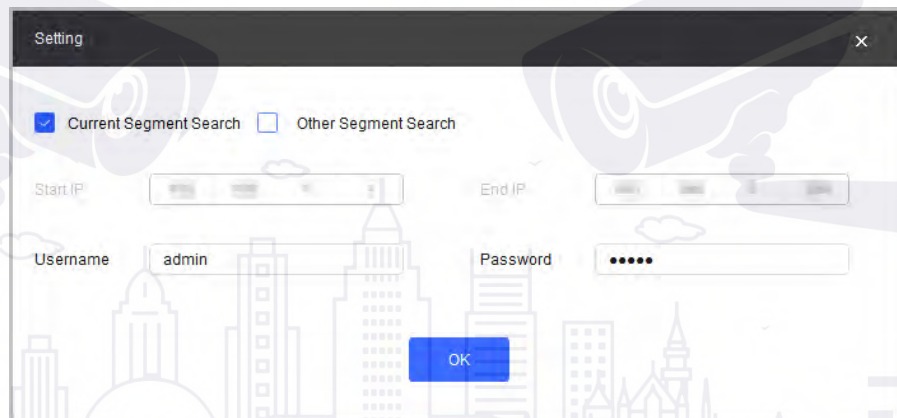 Setting
Current Segment Search Other Segment Search
Start IP End IP
Username admin Password •••••
OK